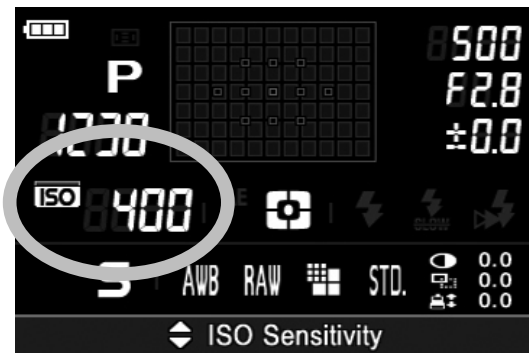 500
P
F2.8
1230
±0.0
ISO 400
SLOW
S AWB RAW STD. 0.0
0.0
0.0
ISO Sensitivity